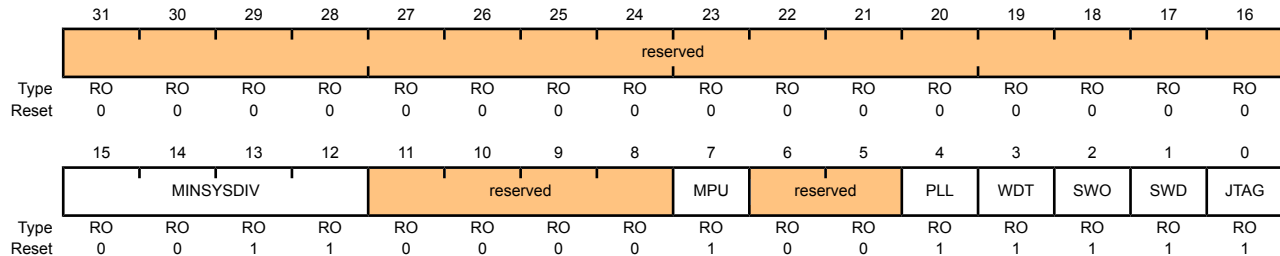 31 30 29 28 27 26 25 24 23 22 21 20 19 18 17 16
reserved
Type RO RO RO RO RO RO RO RO RO RO RO RO RO RO RO RO
Reset 0 0 0 0 0 0 0 0 0 0 0 0 0 0 0 0
15 14 13 12 11 10 9 8 7 6 5 4 3 2 1 0
MINSYSDIV reserved MPU reserved PLL WDT SWO SWD JTAG
Type RO RO RO RO RO RO RO RO RO RO RO RO RO RO RO RO
Reset 0 0 1 1 0 0 0 0 1 0 0 1 1 1 1 1